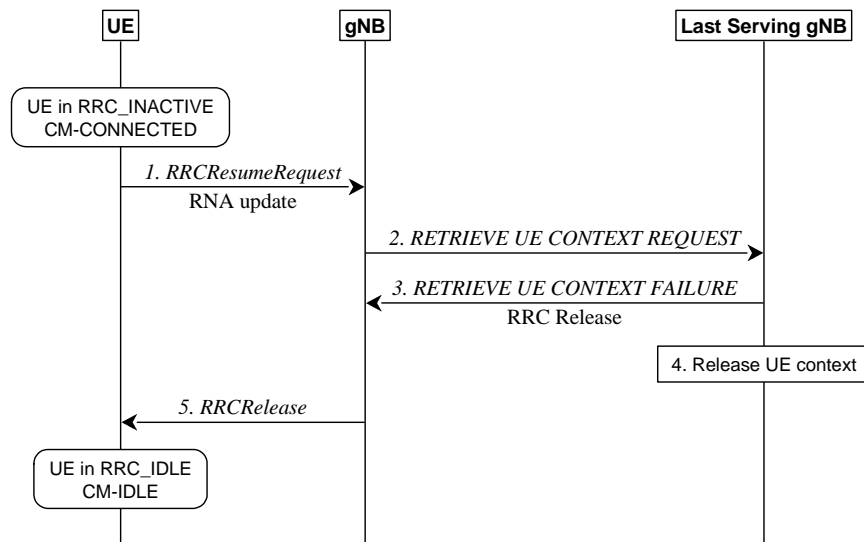 UE
gNB
Last Serving gNB
UE in RRC_INACTIVE
CM-CONNECTED
1. RRCResumeRequest
RNA update
2. RETRIEVE UE CONTEXT REQUEST
3. RETRIEVE UE CONTEXT FAILURE
RRC Release
4. Release UE context
5. RRCRelease
UE in RRC_IDLE
CM-IDLE